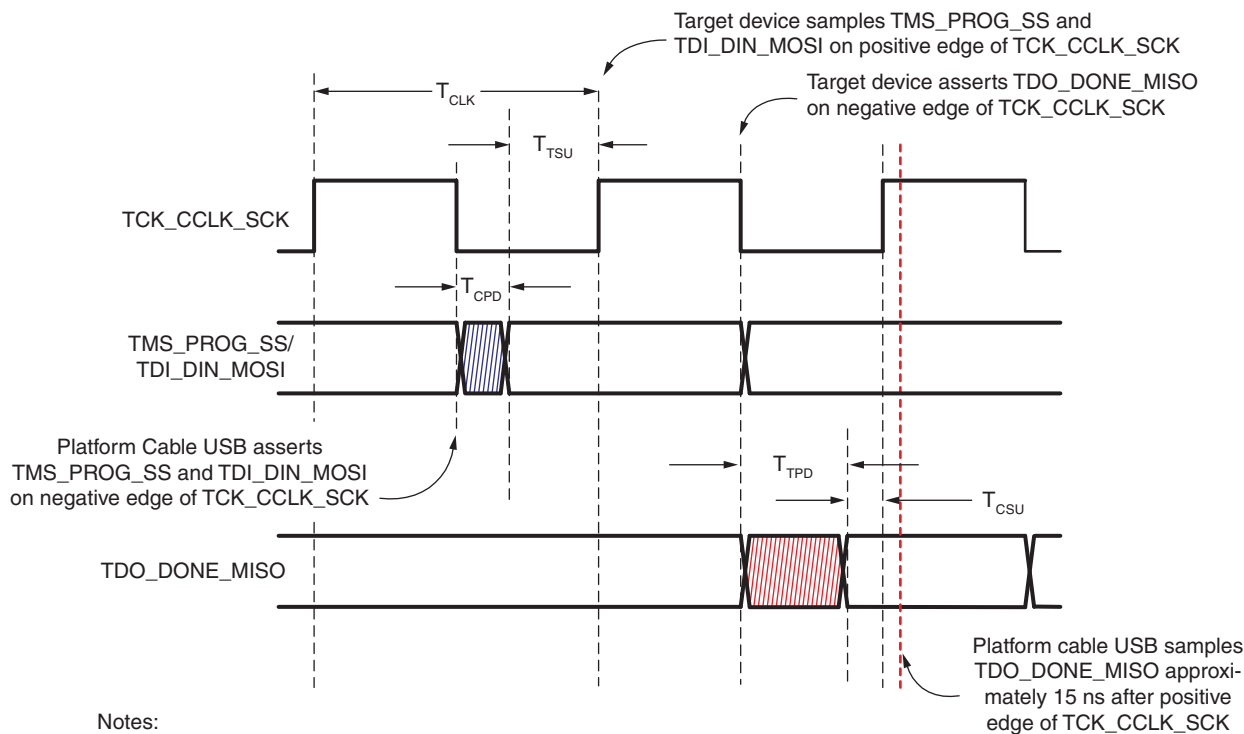 Target device samples TMS_PROG_SS and
TDI_DIN_MOSI on positive edge of TCK_CCLK_SCK
Target device asserts TDO_DONE_MISO
on negative edge of TCK_CCLK_SCK
TCLK
TTSU
TCK_CCLK_SCK
TCPD
TMS_PROG_SS/
TDI_DIN_MOSI
Platform Cable USB asserts
TMS_PROG_SS and TDI_DIN_MOSI
on negative edge of TCK_CCLK_SCK
TTPD
TCSU
TDO_DONE_MISO
Platform cable USB samples
TDO_DONE_MISO approxi-
mately 15 ns after positive
edge of TCK_CCLK_SCK
Notes: